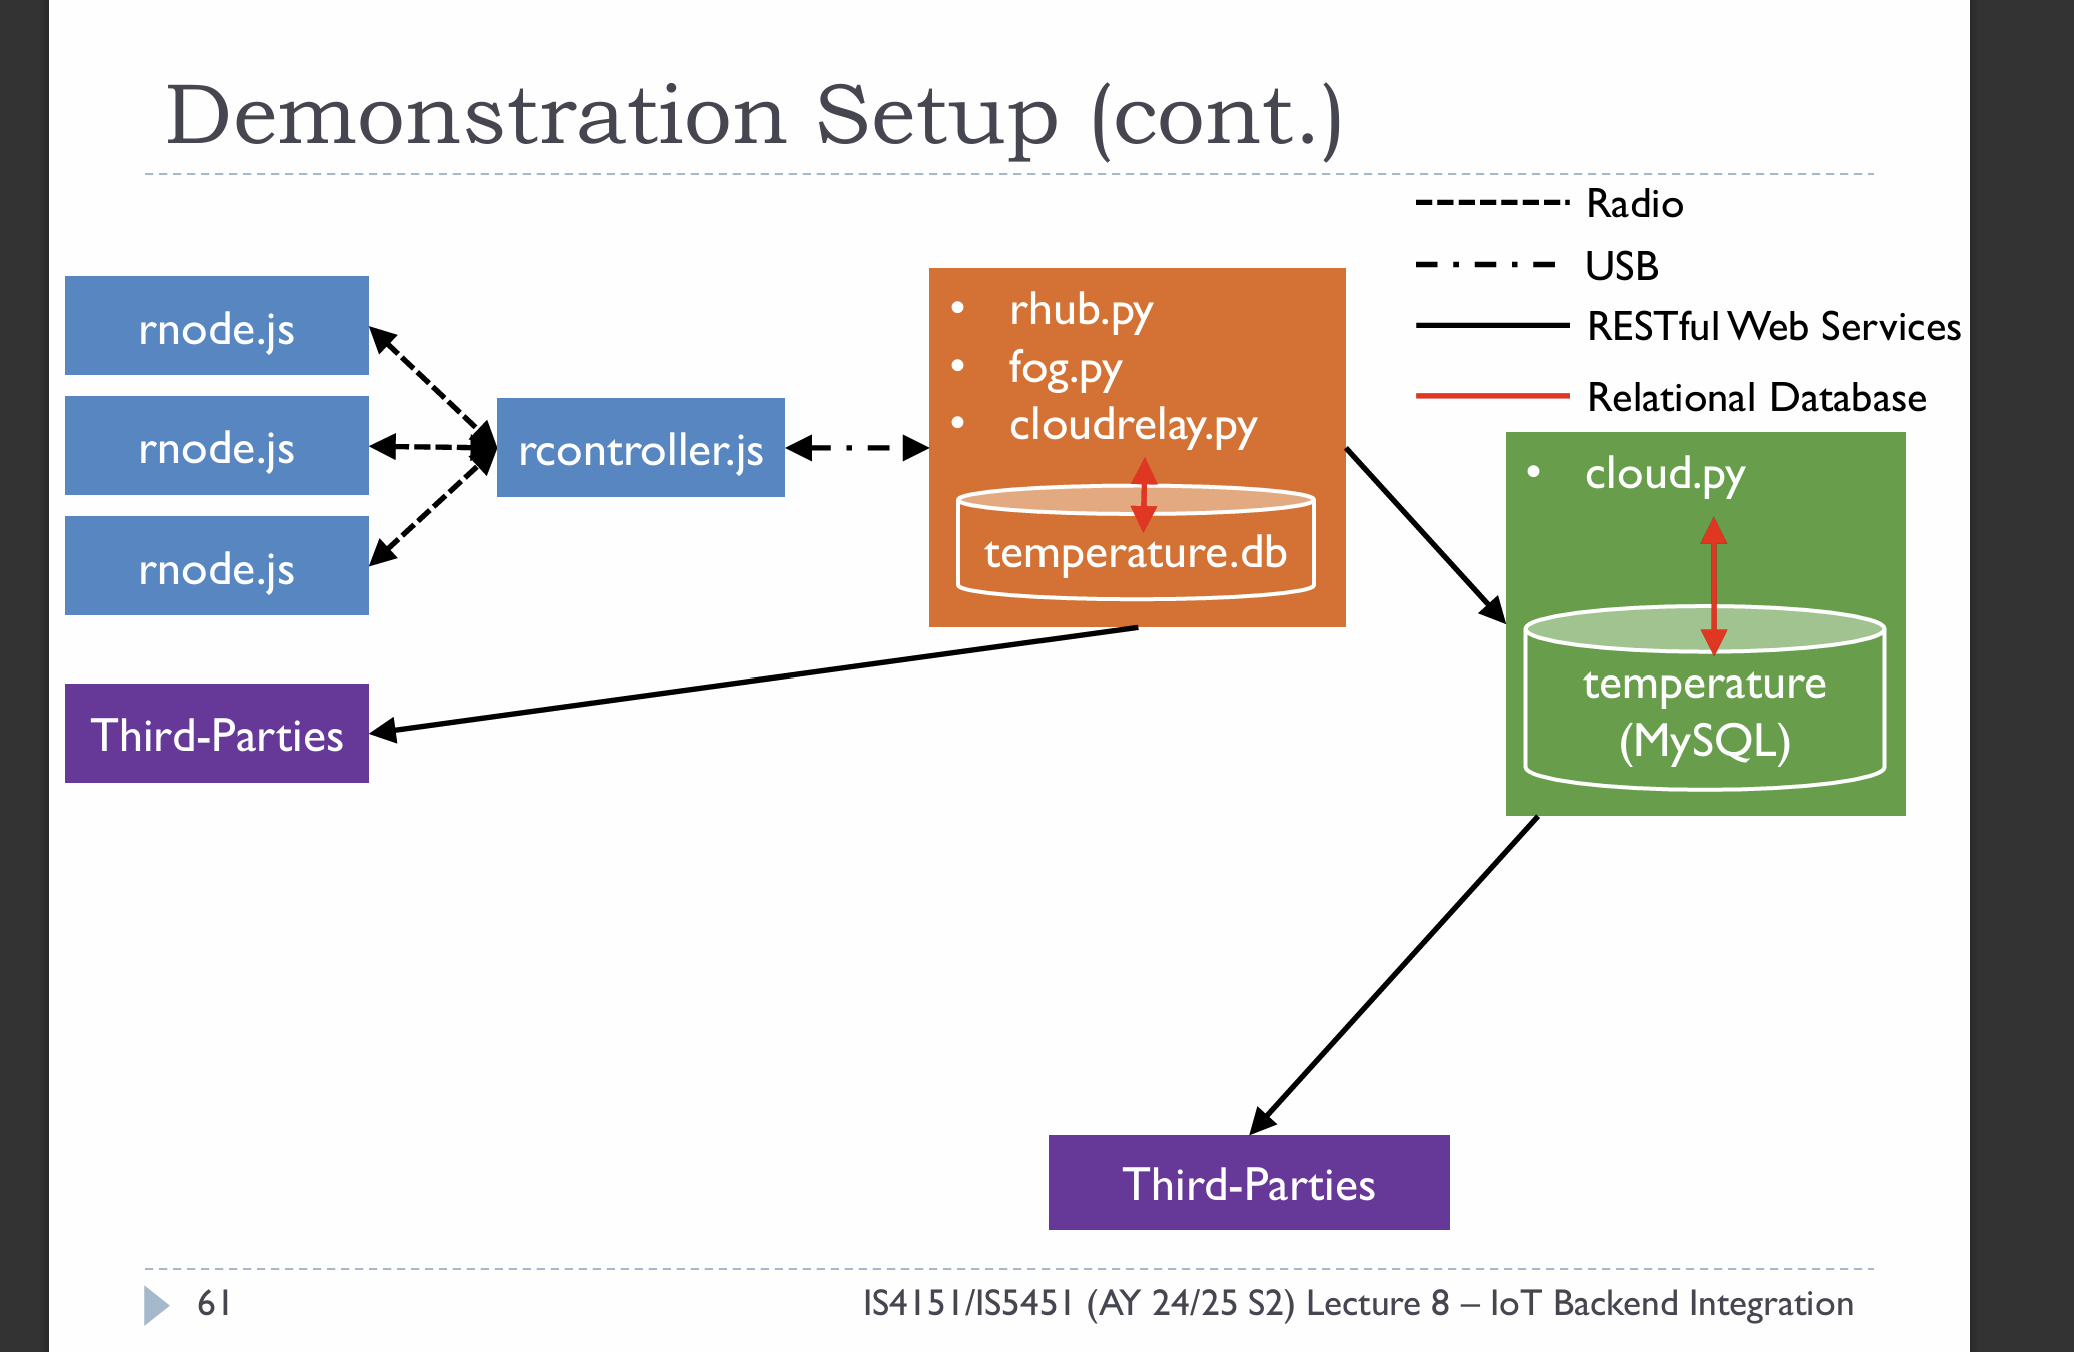 Demonstration Setup (cont.)
Radio
USB
RESTful Web Services
Relational Database
rnode.js
rnode.js
rnode.js
rcontroller.js
• rhub.py
• fog.py
• cloudrelay.py
temperature.db
• cloud.py
temperature
(MySQL)
Third-Parties
Third-Parties
61
IS4151/IS5451 (AY 24/25 S2) Lecture 8 – IoT Backend Integration